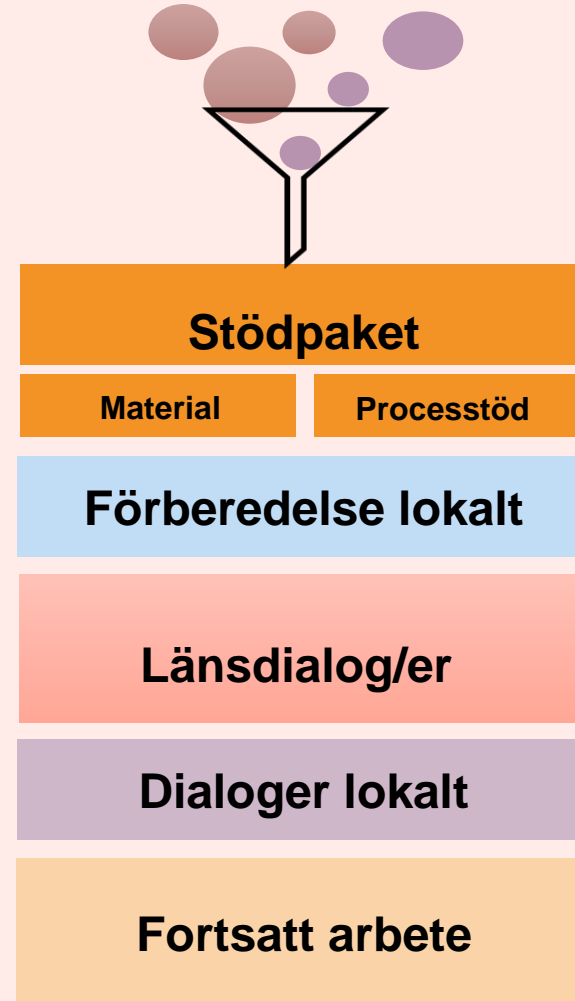 Stödpaket
Material
Processtöd
Förberedelse lokalt
Länsdialog/er
Dialoger lokalt
Fortsatt arbete